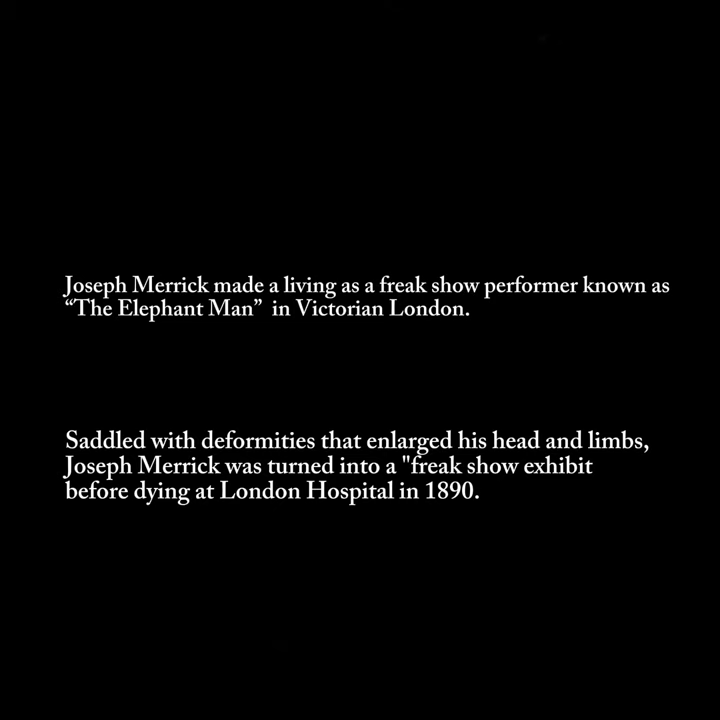 Joseph Merrick made a living as a freak show performer known as
“The Elephant Man”  in Victorian London.
Saddled with deformities that enlarged his head and limbs,
Joseph Merrick was turned into a "freak show exhibit
before dying at London Hospital in 1890.